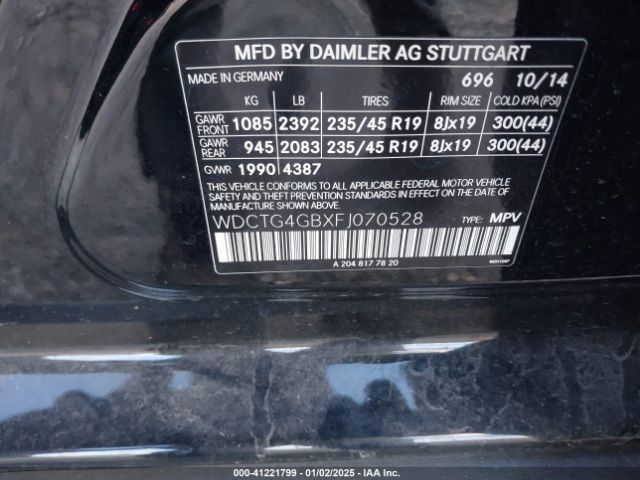 MFD BY DAIMLER AG STUTTGART
MADE IN GERMANY 696 10/14
KG LB TIRES RIM SIZE COLD KPA(PSI)
GAWR FRONT 1085 2392 235/45 R19 8Jx19 300(44)
GAWR REAR 945 2083 235/45 R19 8Jx19 300(44)
GVWR 1990 4387
THIS VEHICLE CONFORMS TO ALL APPLICABLE FEDERAL MOTOR VEHICLE
SAFETY AND THEFT PREVENTION STANDARDS IN EFFECT ON THE DATE
OF MANUFACTURE SHOWN ABOVE.
WDCTG4GBXFJ070528 TYPE: MPV
A 204 817 78 20
000-41221799 - 01/02/2025 - IAA Inc.